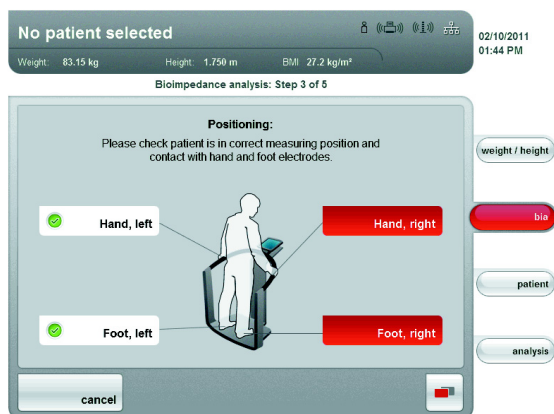 No patient selected
02/10/2011
01:44 PM
Weight: 83.15 kg Height: 1.750 m BMI 27.2 kg/m²
Bioimpedance analysis: Step 3 of 5
Positioning:
Please check patient is in correct measuring position and
contact with hand and foot electrodes.
weight / height
Hand, left
Hand, right
bia
patient
Foot, left
Foot, right
analysis
cancel